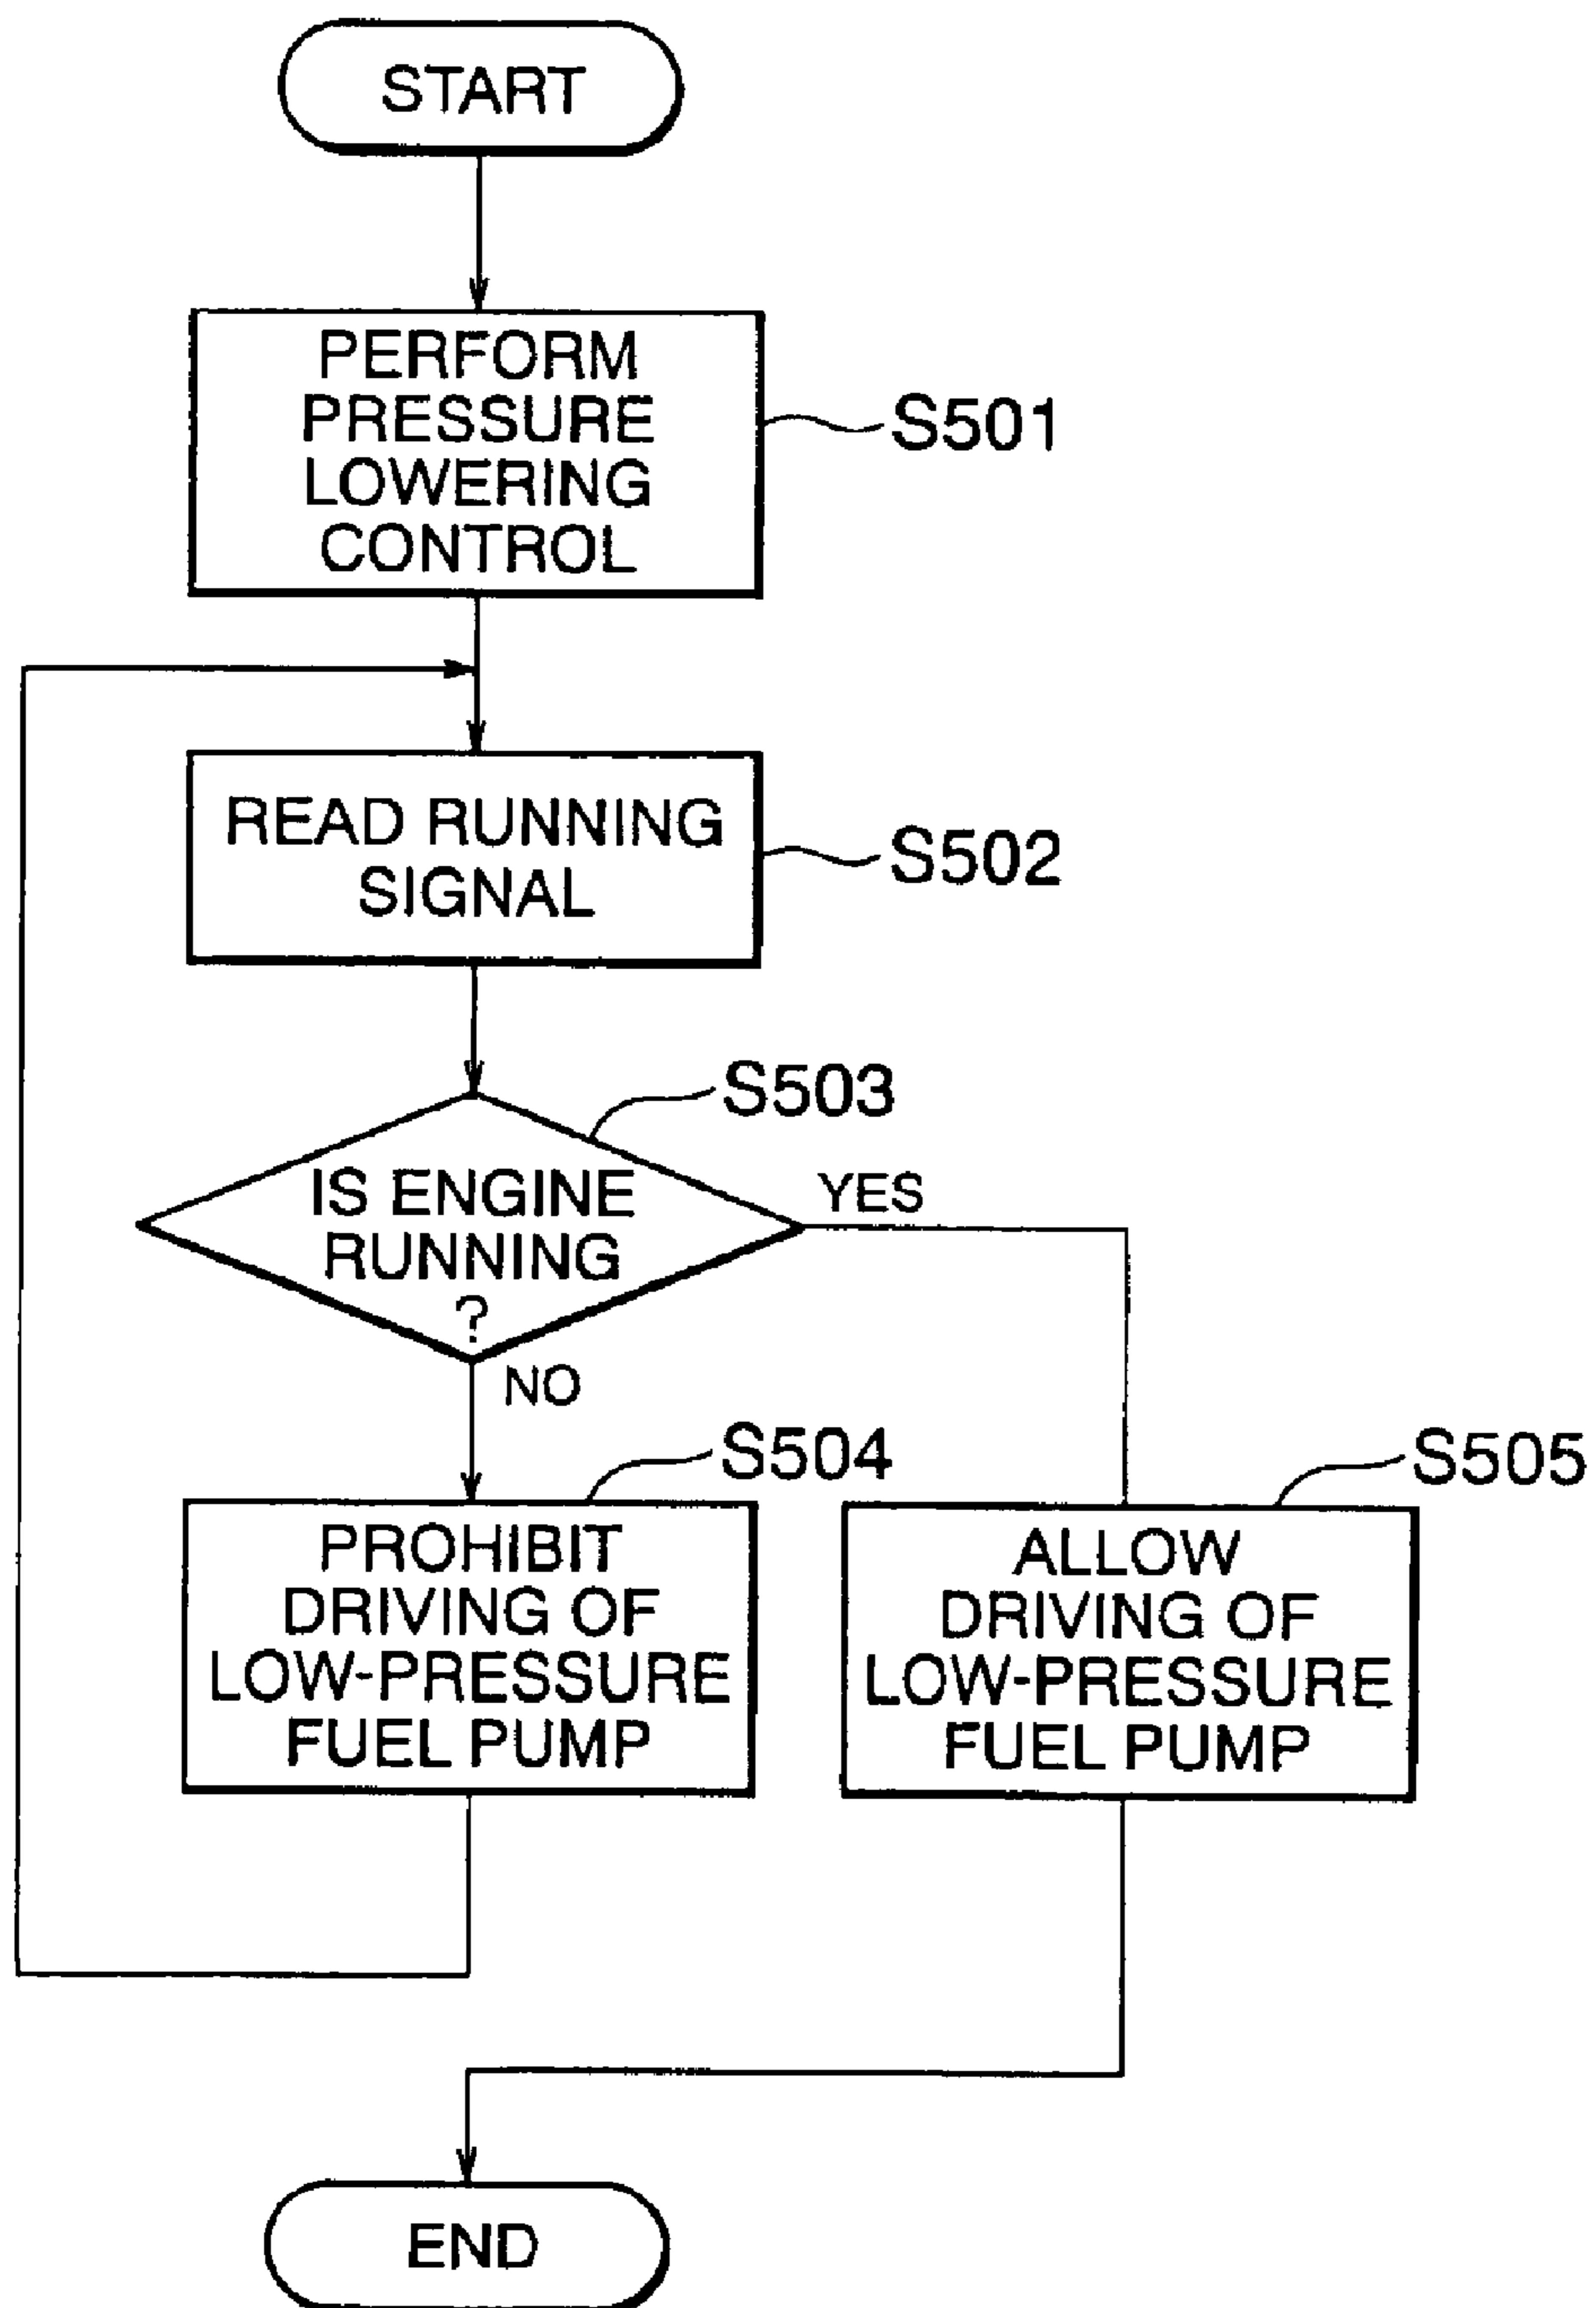 START
PERFORM
PRESSURE
LOWERING
CONTROL
S501
READ RUNNING
SIGNAL
S502
S503
IS ENGINE
RUNNING
?
YES
NO
S504
PROHIBIT
DRIVING OF
LOW-PRESSURE
FUEL PUMP
S505
ALLOW
DRIVING OF
LOW-PRESSURE
FUEL PUMP
END